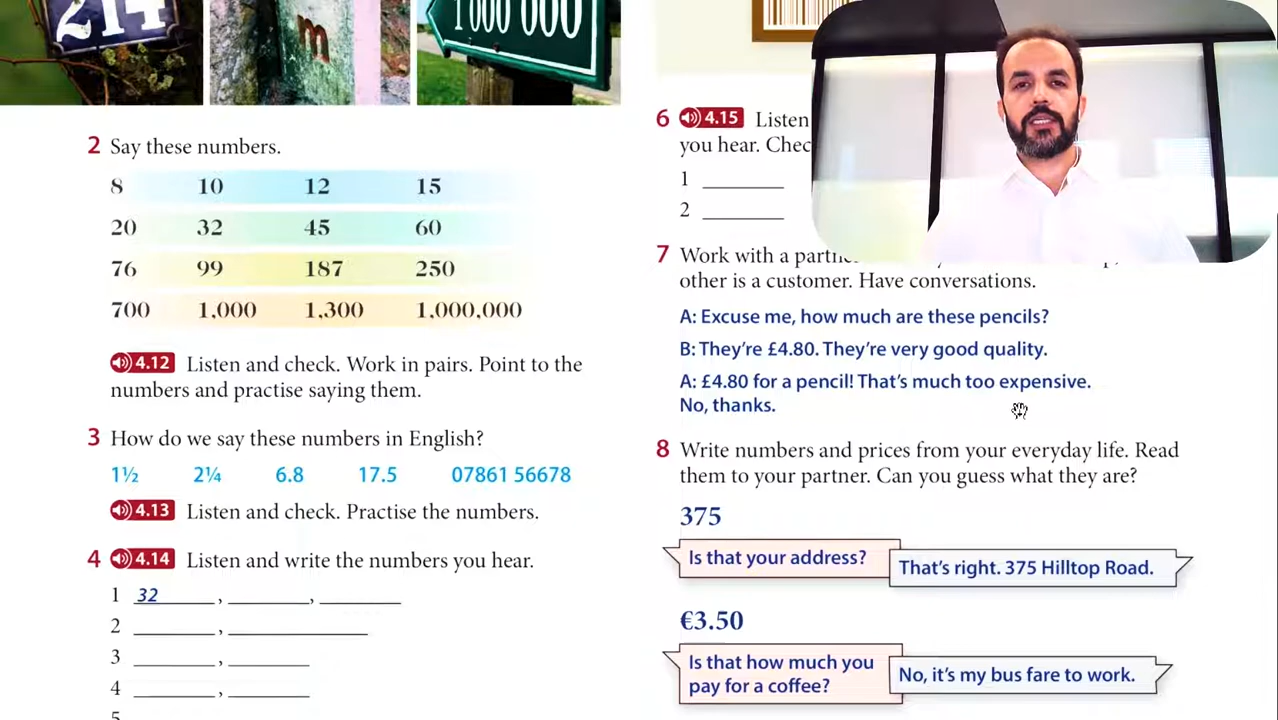 214
m
1 000 000
2 Say these numbers.
8 10 12 15
20 32 45 60
76 99 187 250
700 1,000 1,300 1,000,000
4.12 Listen and check. Work in pairs. Point to the
numbers and practise saying them.
3 How do we say these numbers in English?
1½ 2¼ 6.8 17.5 07861 56678
4.13 Listen and check. Practise the numbers.
4 4.14 Listen and write the numbers you hear.
1 32 , ,
2 ,
3 ,
4 ,
5
6 4.15 Listen
you hear. Chec
1
2
7 Work with a partne
other is a customer. Have conversations.
A: Excuse me, how much are these pencils?
B: They're £4.80. They're very good quality.
A: £4.80 for a pencil! That's much too expensive.
No, thanks.
8 Write numbers and prices from your everyday life. Read
them to your partner. Can you guess what they are?
375
Is that your address?
That's right. 375 Hilltop Road.
€3.50
Is that how much you
pay for a coffee?
No, it's my bus fare to work.